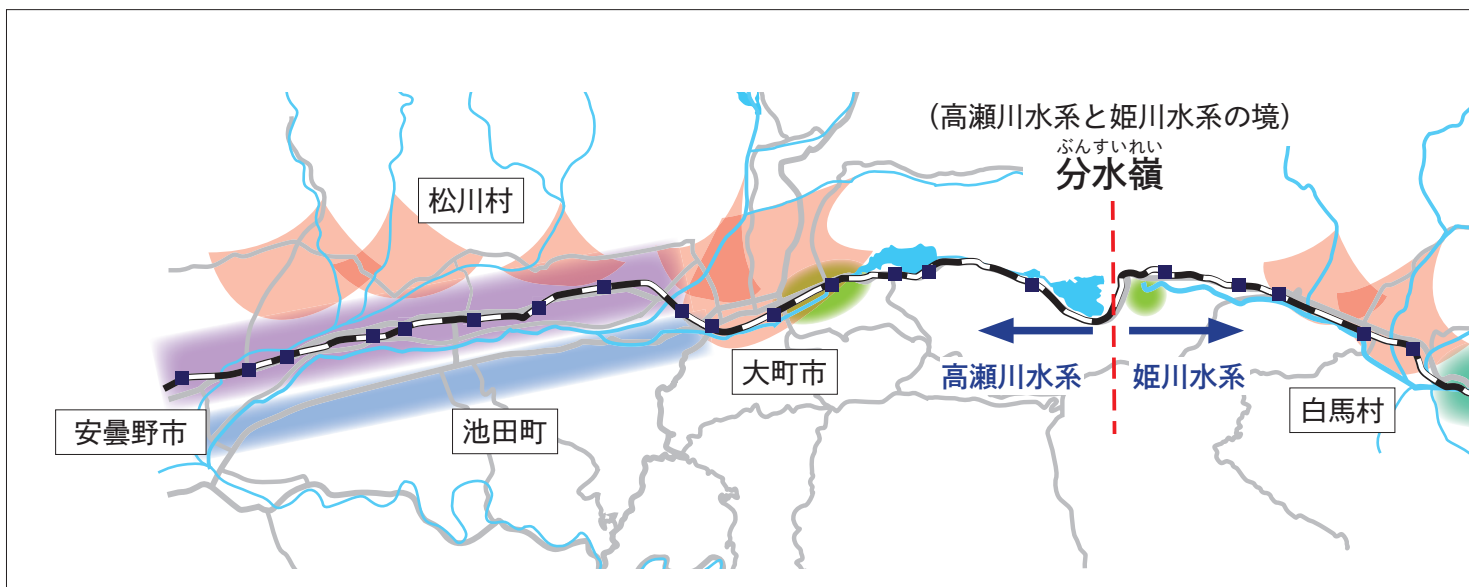 （高瀬川水系と姫川水系の境）
ぶんすいれい
分水嶺
松川村
大町市
高瀬川水系
姫川水系
安曇野市
池田町
白馬村